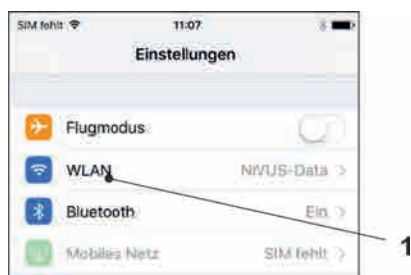 SIM fehlt 11:07
Einstellungen
Flugmodus
WLAN NIVUS-Data
Bluetooth Ein
Mobiles Netz SIM fehlt
1